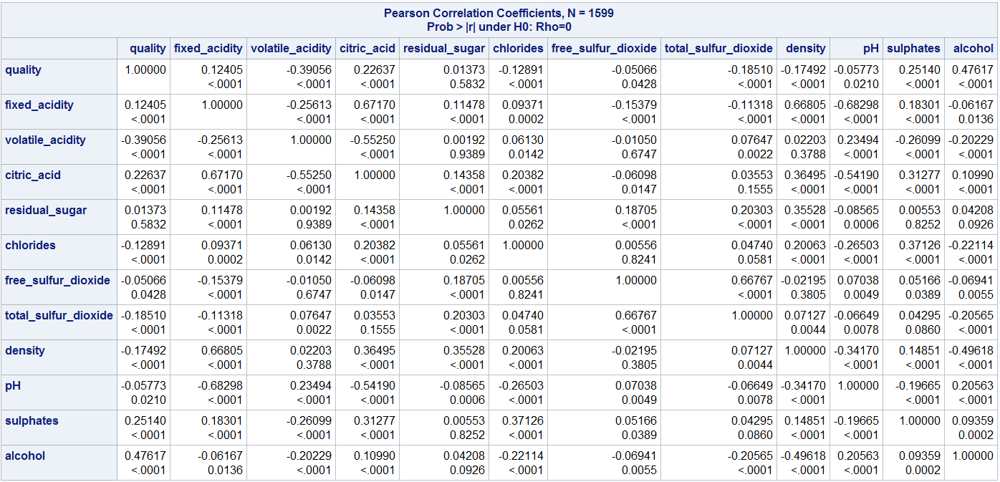 Pearson Correlation Coefficients, N = 1599
Prob > |r| under H0: Rho=0
quality fixed_acidity volatile_acidity citric_acid residual_sugar chlorides free_sulfur_dioxide total_sulfur_dioxide density pH sulphates alcohol
quality 1.00000 0.12405 -0.39056 0.22637 0.01373 -0.12891 -0.05066 -0.18510 -0.17492 -0.05773 0.25140 0.47617
<.0001 <.0001 <.0001 0.5832 <.0001 0.0428 <.0001 <.0001 0.0210 <.0001 <.0001
fixed_acidity 0.12405 1.00000 -0.25613 0.67170 0.11478 0.09371 -0.15379 -0.11318 0.66805 -0.68298 0.18301 -0.06167
<.0001 <.0001 <.0001 <.0001 0.0002 <.0001 <.0001 <.0001 <.0001 <.0001 0.0136
volatile_acidity -0.39056 -0.25613 1.00000 -0.55250 0.00192 0.06130 -0.01050 0.07647 0.02203 0.23494 -0.26099 -0.20229
<.0001 <.0001 <.0001 0.9389 0.0142 0.6747 0.0022 0.3788 <.0001 <.0001 <.0001
citric_acid 0.22637 0.67170 -0.55250 1.00000 0.14358 0.20382 -0.06098 0.03553 0.36495 -0.54190 0.31277 0.10990
<.0001 <.0001 <.0001 <.0001 <.0001 0.0147 0.1555 <.0001 <.0001 <.0001 <.0001
residual_sugar 0.01373 0.11478 0.00192 0.14358 1.00000 0.05561 0.18705 0.20303 0.35528 -0.08565 0.00553 0.04208
0.5832 <.0001 0.9389 <.0001 0.0262 <.0001 <.0001 <.0001 0.0006 0.8252 0.0926
chlorides -0.12891 0.09371 0.06130 0.20382 0.05561 1.00000 0.00556 0.04740 0.20063 -0.26503 0.37126 -0.22114
<.0001 0.0002 0.0142 <.0001 0.0262 0.8241 0.0581 <.0001 <.0001 <.0001 <.0001
free_sulfur_dioxide -0.05066 -0.15379 -0.01050 -0.06098 0.18705 0.00556 1.00000 0.66767 -0.02195 0.07038 0.05166 -0.06941
0.0428 <.0001 0.6747 0.0147 <.0001 0.8241 <.0001 0.3805 0.0049 0.0389 0.0055
total_sulfur_dioxide -0.18510 -0.11318 0.07647 0.03553 0.20303 0.04740 0.66767 1.00000 0.07127 -0.06649 0.04295 -0.20565
<.0001 <.0001 0.0022 0.1555 <.0001 0.0581 <.0001 0.0044 0.0078 0.0860 <.0001
density -0.17492 0.66805 0.02203 0.36495 0.35528 0.20063 -0.02195 0.07127 1.00000 -0.34170 0.14851 -0.49618
<.0001 <.0001 0.3788 <.0001 <.0001 <.0001 0.3805 0.0044 <.0001 <.0001 <.0001
pH -0.05773 -0.68298 0.23494 -0.54190 -0.08565 -0.26503 0.07038 -0.06649 -0.34170 1.00000 -0.19665 0.20563
0.0210 <.0001 <.0001 <.0001 0.0006 <.0001 0.0049 0.0078 <.0001 <.0001 <.0001
sulphates 0.25140 0.18301 -0.26099 0.31277 0.00553 0.37126 0.05166 0.04295 0.14851 -0.19665 1.00000 0.09359
<.0001 <.0001 <.0001 <.0001 0.8252 <.0001 0.0389 0.0860 <.0001 <.0001 0.0002
alcohol 0.47617 -0.06167 -0.20229 0.10990 0.04208 -0.22114 -0.06941 -0.20565 -0.49618 0.20563 0.09359 1.00000
<.0001 0.0136 <.0001 <.0001 0.0926 <.0001 0.0055 <.0001 <.0001 <.0001 0.0002